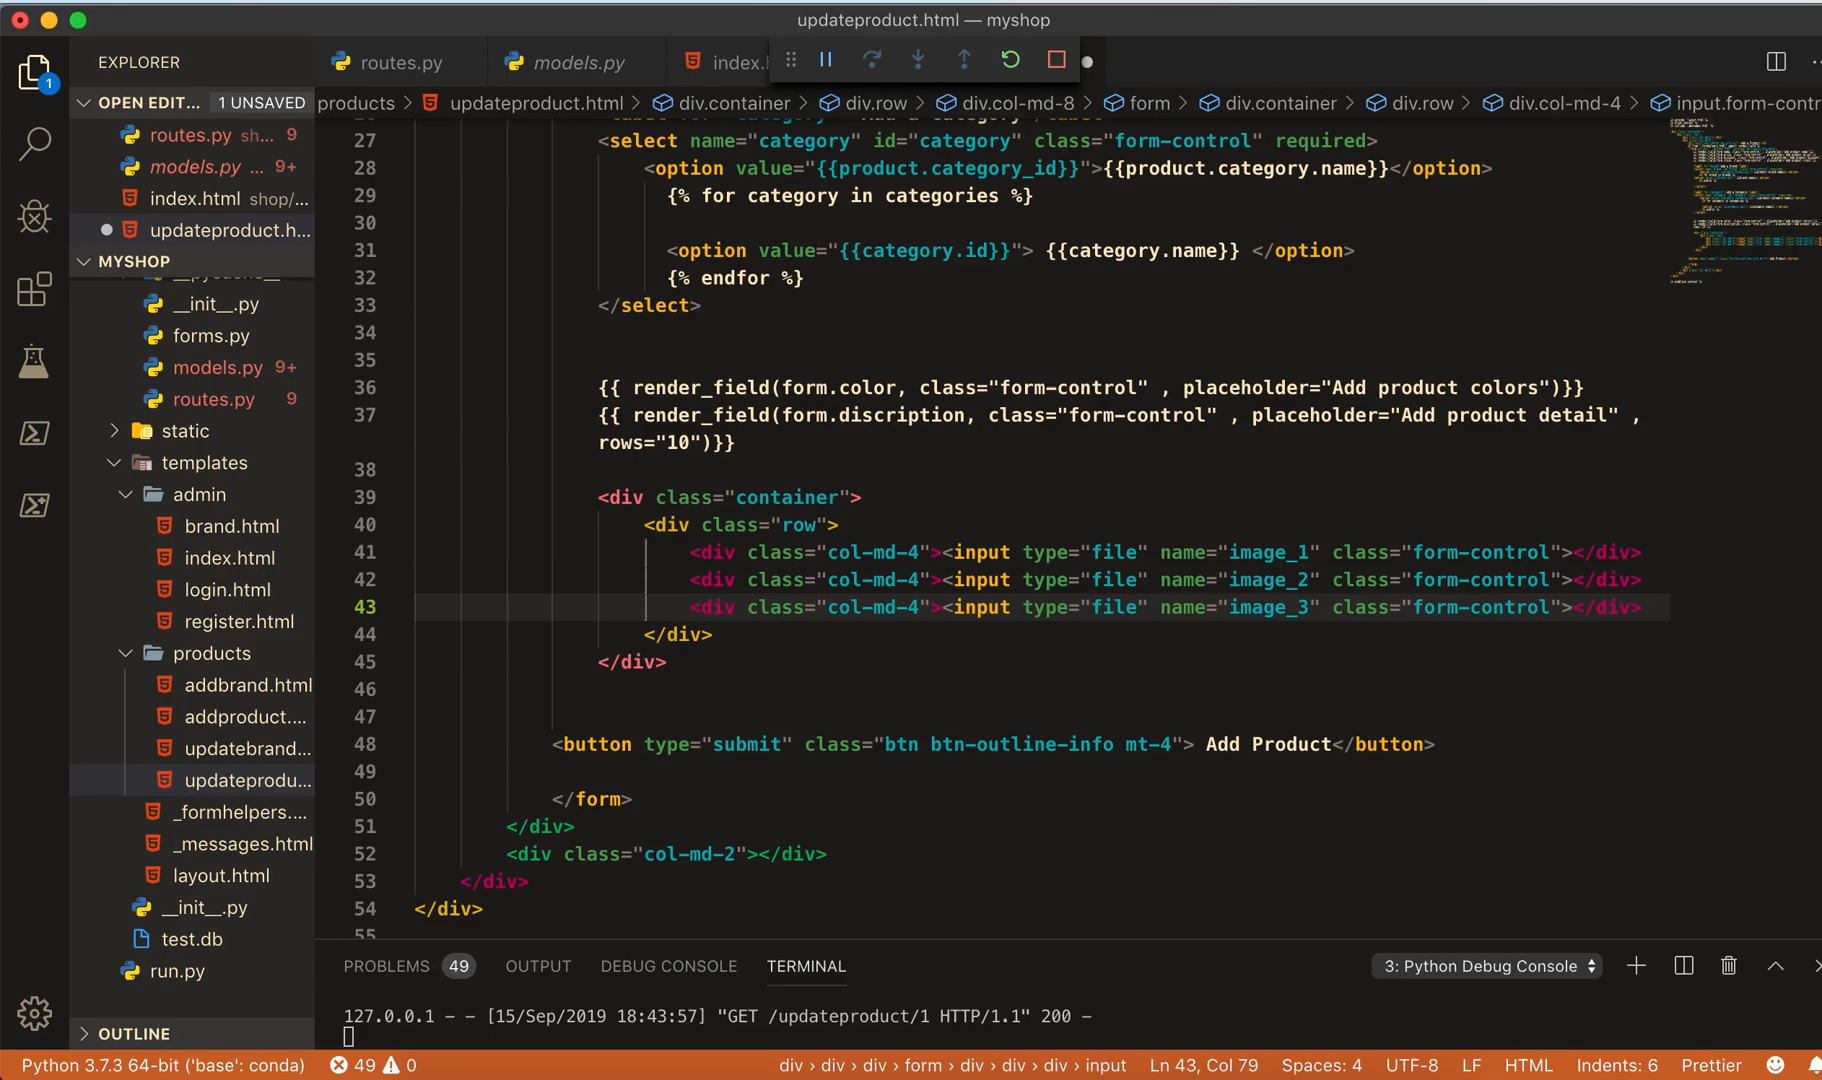 updateproduct.html — myshop
EXPLORER
routes.py
models.py
index.
OPEN EDIT... 1 UNSAVED
products > updateproduct.html > div.container > div.row > div.col-md-8 > form > div.container > div.row > div.col-md-4 > input.form-contr
1
routes.py sh... 9
models.py ... 9+
index.html shop/...
updateproduct.h...
MYSHOP
__init__.py
forms.py
models.py 9+
routes.py 9
static
templates
admin
brand.html
index.html
login.html
register.html
products
addbrand.html
addproduct....
updatebrand...
updateprodu...
_formhelpers....
_messages.html
layout.html
__init__.py
test.db
run.py
OUTLINE
27 <select name="category" id="category" class="form-control" required>
28 <option value="{{product.category_id}}">{{product.category.name}}</option>
29 {% for category in categories %}
30
31 <option value="{{category.id}}"> {{category.name}} </option>
32 {% endfor %}
33 </select>
34
35
36 {{ render_field(form.color, class="form-control" , placeholder="Add product colors")}}
37 {{ render_field(form.discription, class="form-control" , placeholder="Add product detail" ,
rows="10")}}
38
39 <div class="container">
40 <div class="row">
41 <div class="col-md-4"><input type="file" name="image_1" class="form-control"></div>
42 <div class="col-md-4"><input type="file" name="image_2" class="form-control"></div>
43 <div class="col-md-4"><input type="file" name="image_3" class="form-control"></div>
44 </div>
45 </div>
46
47
48 <button type="submit" class="btn btn-outline-info mt-4"> Add Product</button>
49
50 </form>
51 </div>
52 <div class="col-md-2"></div>
53 </div>
54 </div>
55
PROBLEMS 49 OUTPUT DEBUG CONSOLE TERMINAL 3: Python Debug Console
127.0.0.1 - - [15/Sep/2019 18:43:57] "GET /updateproduct/1 HTTP/1.1" 200 -
Python 3.7.3 64-bit ('base': conda) 49 0 div › div › div › form › div › div › div › input Ln 43, Col 79 Spaces: 4 UTF-8 LF HTML Indents: 6 Prettier